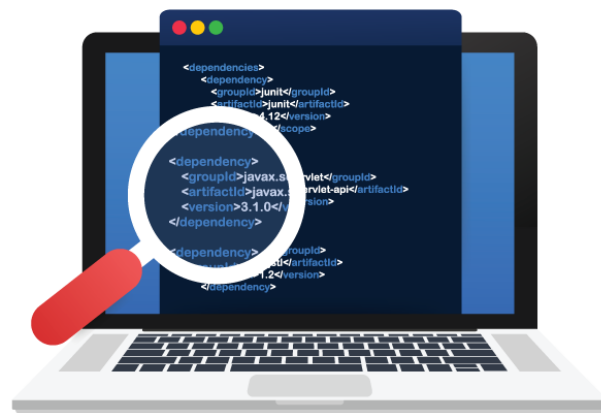 <dependencies>
<dependency>
<groupId>junit</groupId>
<artifactId>junit</artifactId>
4.12</version>
</scope>
<dependency
<dependency>
<groupId>javax.servlet</groupId>
<artifactId>javax.servlet-api</artifactId>
<version>3.1.0</version>
</dependency>
<dependency>
groupId>
</artifactId>
1.2</version>
</dependency>